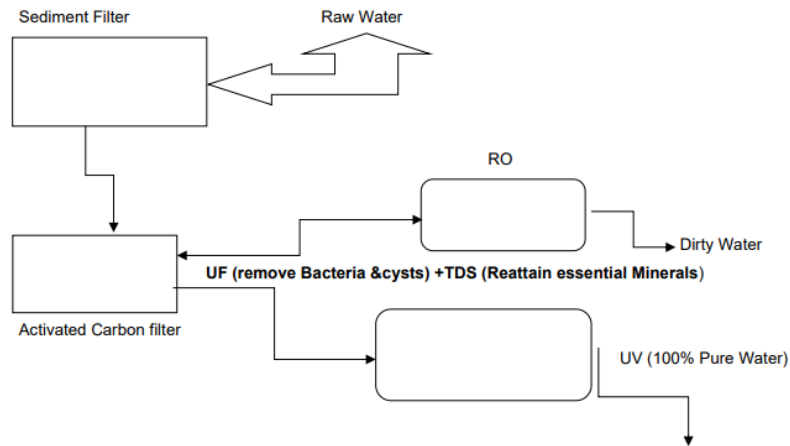 Sediment Filter
Raw Water
RO
Dirty Water
UF (remove Bacteria &cysts) +TDS (Reattain essential Minerals)
Activated Carbon filter
UV (100% Pure Water)